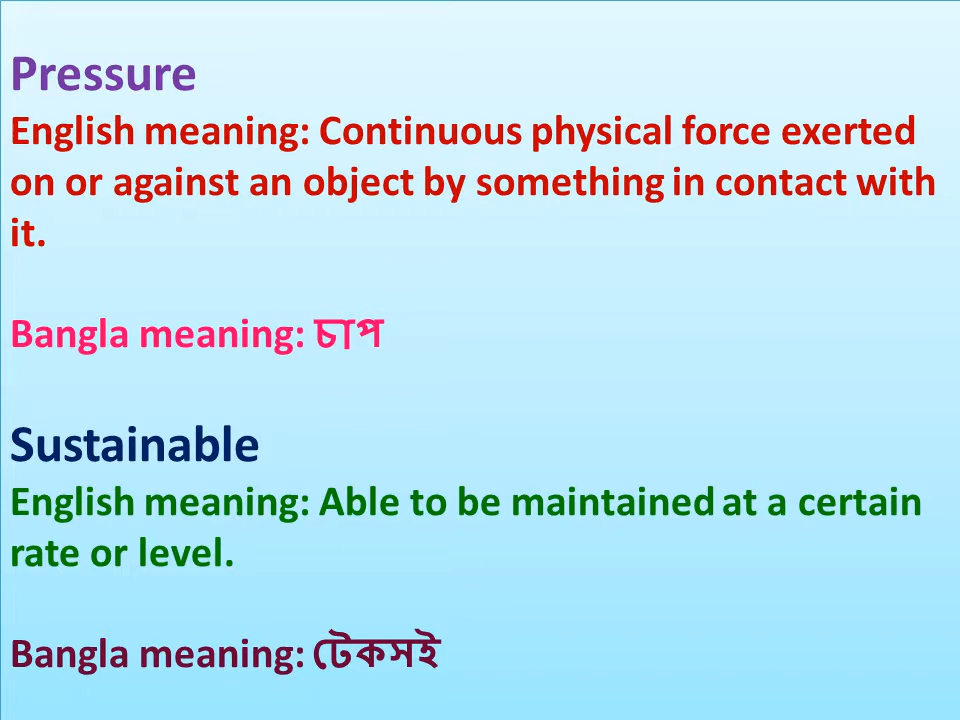 Pressure
English meaning: Continuous physical force exerted
on or against an object by something in contact with
it.
Bangla meaning: চাপ
Sustainable
English meaning: Able to be maintained at a certain
rate or level.
Bangla meaning: টেকসই